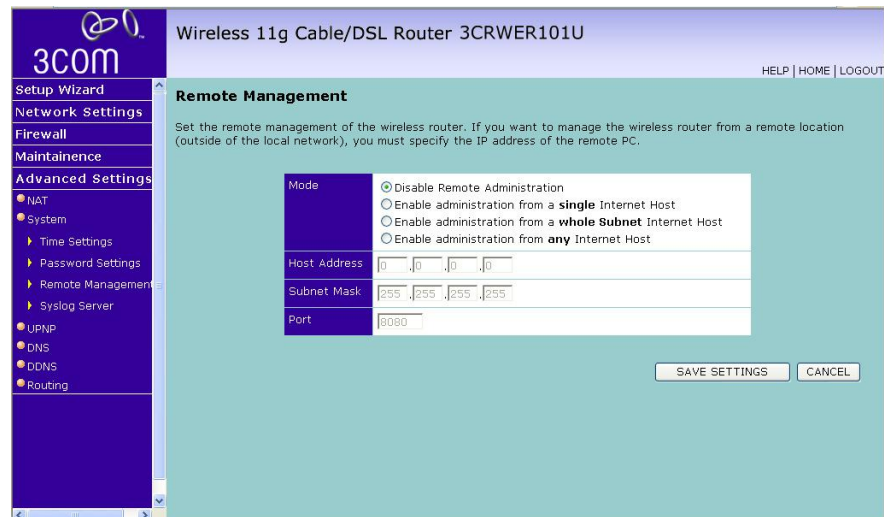 3COM
Wireless 11g Cable/DSL Router 3CRWER101U
HELP | HOME | LOGOUT
Setup Wizard
Network Settings
Firewall
Maintainence
Advanced Settings
NAT
System
Time Settings
Password Settings
Remote Management
Syslog Server
UPNP
DNS
DDNS
Routing
Remote Management
Set the remote management of the wireless router. If you want to manage the wireless router from a remote location
(outside of the local network), you must specify the IP address of the remote PC.
Mode
Disable Remote Administration
Enable administration from a single Internet Host
Enable administration from a whole Subnet Internet Host
Enable administration from any Internet Host
Host Address 0 .0 .0 .0
Subnet Mask 255 .255 .255 .255
Port 8080
SAVE SETTINGS CANCEL